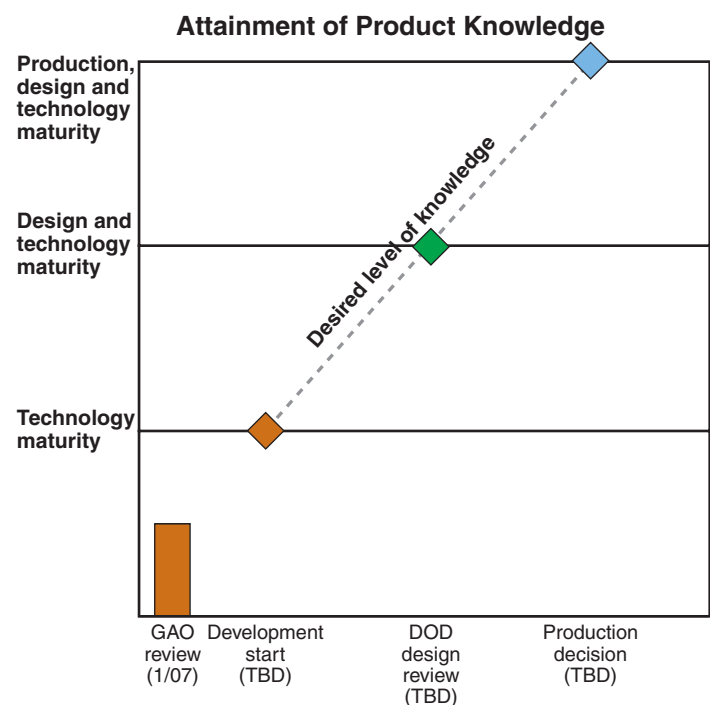 Attainment of Product Knowledge
Production,
design and
technology
maturity
Design and
technology
maturity
Technology
maturity
Desired level of knowledge
GAO
review
(1/07)
Development
start
(TBD)
DOD
design
review
(TBD)
Production
decision
(TBD)